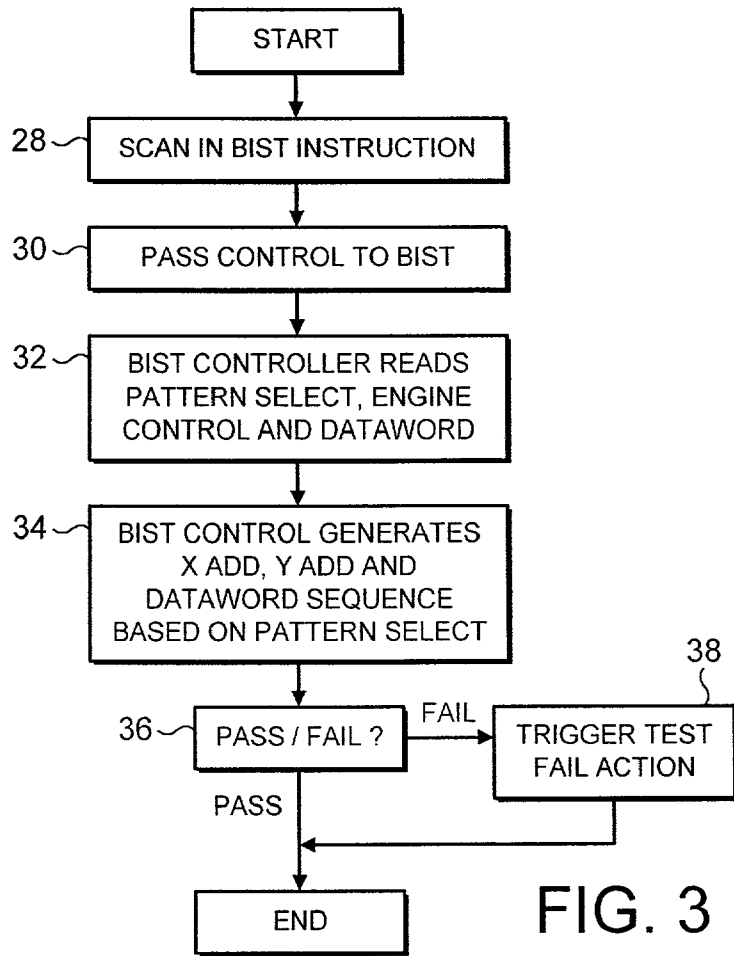 START
28
SCAN IN BIST INSTRUCTION
30
PASS CONTROL TO BIST
32
BIST CONTROLLER READS
PATTERN SELECT, ENGINE
CONTROL AND DATAWORD
34
BIST CONTROL GENERATES
X ADD, Y ADD AND
DATAWORD SEQUENCE
BASED ON PATTERN SELECT
36
PASS / FAIL ?
FAIL
38
TRIGGER TEST
FAIL ACTION
PASS
END
FIG. 3